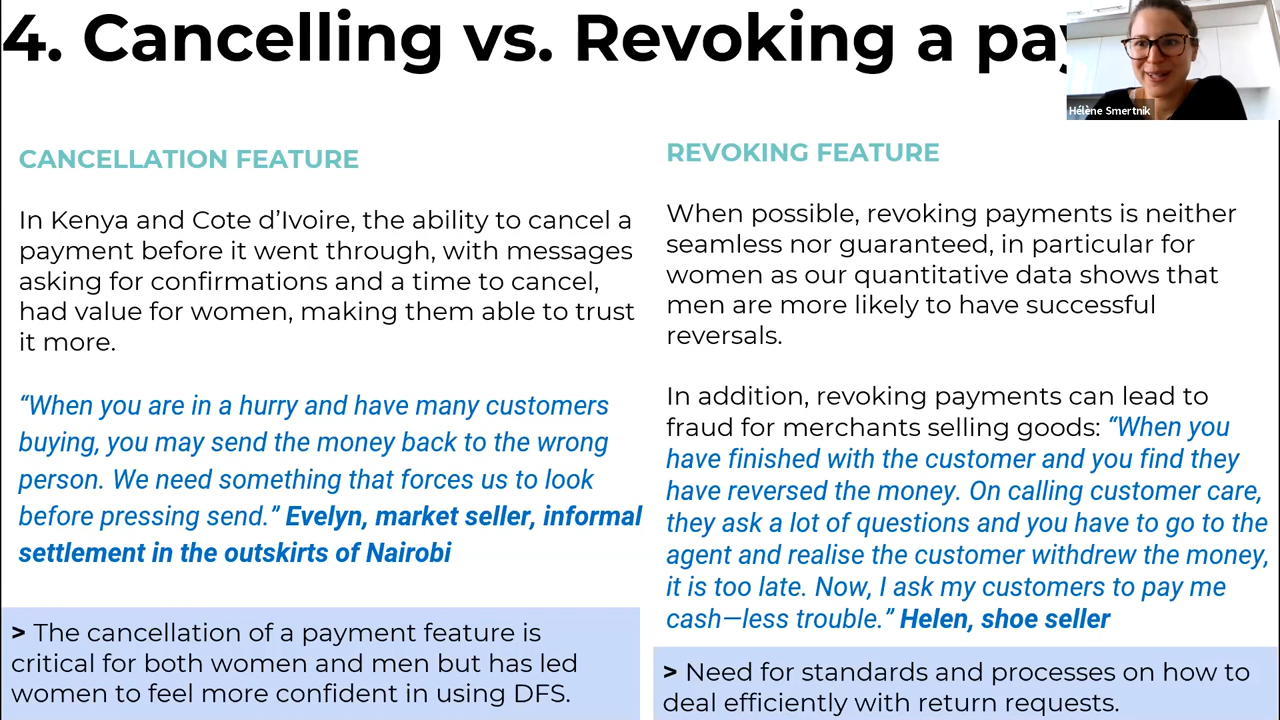 4. Cancelling vs. Revoking a pay
Hélène Smertnik
CANCELLATION FEATURE
In Kenya and Cote d’Ivoire, the ability to cancel a
payment before it went through, with messages
asking for confirmations and a time to cancel,
had value for women, making them able to trust
it more.
“When you are in a hurry and have many customers
buying, you may send the money back to the wrong
person. We need something that forces us to look
before pressing send.” Evelyn, market seller, informal
settlement in the outskirts of Nairobi
> The cancellation of a payment feature is
critical for both women and men but has led
women to feel more confident in using DFS.
REVOKING FEATURE
When possible, revoking payments is neither
seamless nor guaranteed, in particular for
women as our quantitative data shows that
men are more likely to have successful
reversals.
In addition, revoking payments can lead to
fraud for merchants selling goods: “When you
have finished with the customer and you find they
have reversed the money. On calling customer care,
they ask a lot of questions and you have to go to the
agent and realise the customer withdrew the money,
it is too late. Now, I ask my customers to pay me
cash—less trouble.” Helen, shoe seller
> Need for standards and processes on how to
deal efficiently with return requests.